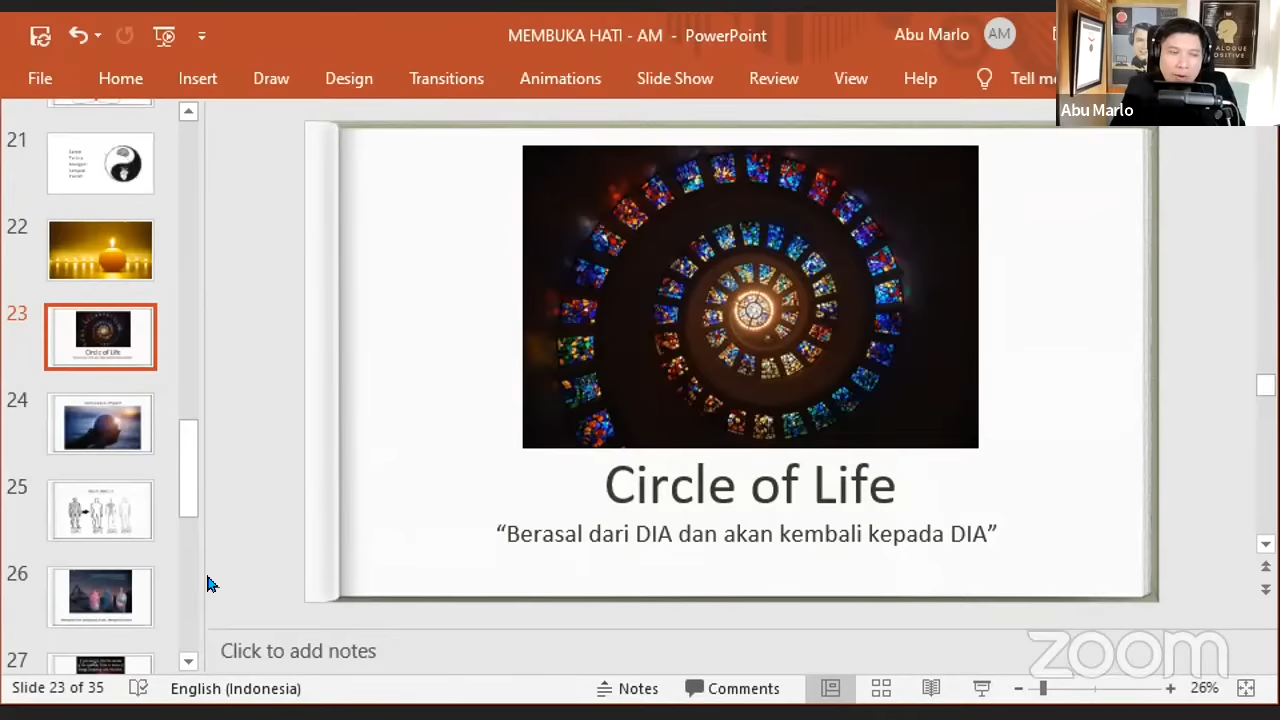 MEMBUKA HATI - AM - PowerPoint
Abu Marlo
AM
File Home Insert Draw Design Transitions Animations Slide Show Review View Help Tell me
ALOGUE
POSITIVE
Abu Marlo
21
22
23
Circle of Life
24
25
26
27
Circle of Life
“Berasal dari DIA dan akan kembali kepada DIA”
Click to add notes
zoom
Slide 23 of 35 English (Indonesia) Notes Comments 26%